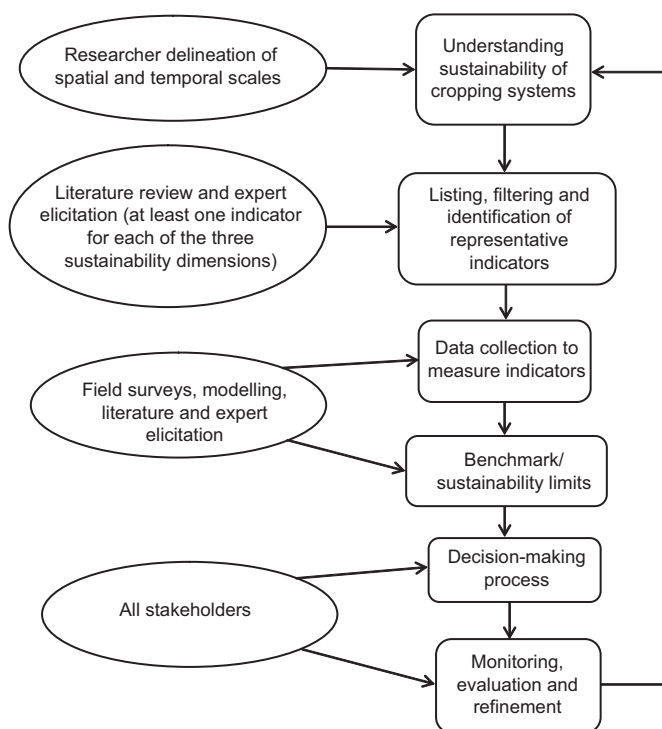 Researcher delineation of
spatial and temporal scales
Understanding
sustainability of
cropping systems
Literature review and expert
elicitation (at least one indicator
for each of the three
sustainability dimensions)
Listing, filtering and
identification of
representative
indicators
Field surveys, modelling,
literature and expert
elicitation
Data collection to
measure indicators
Benchmark/
sustainability limits
All stakeholders
Decision-making
process
Monitoring,
evaluation and
refinement